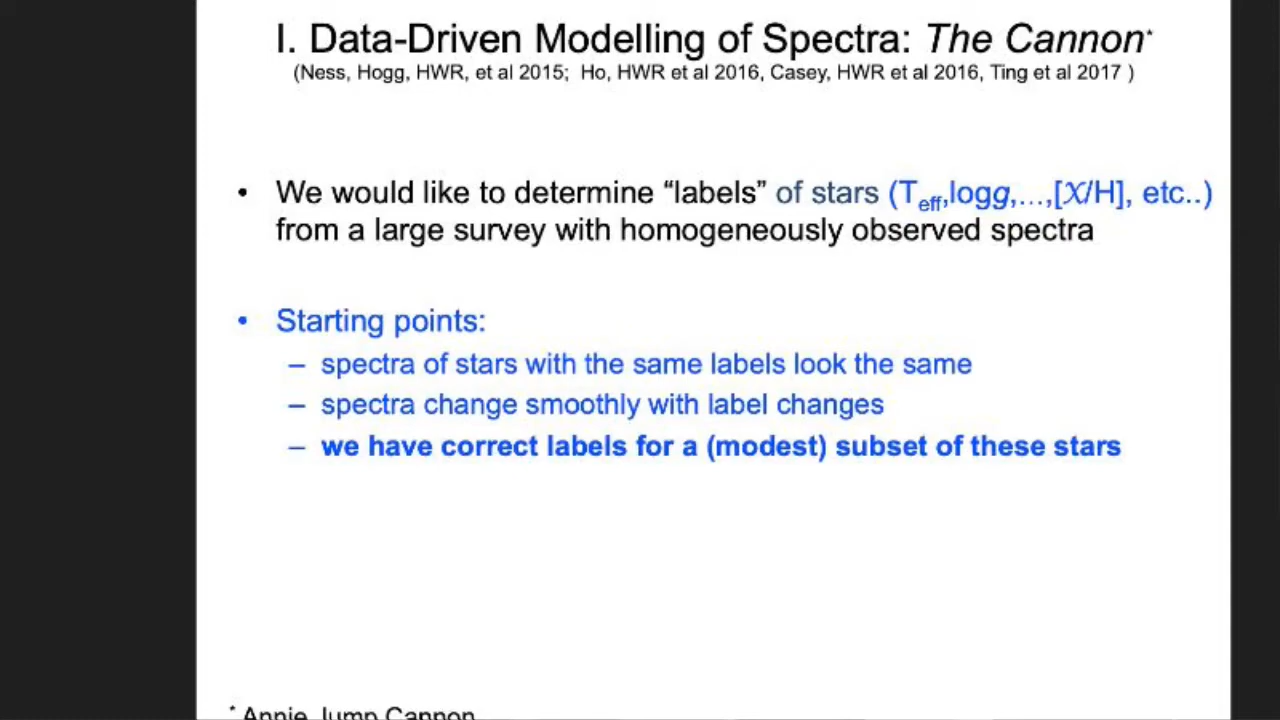 I. Data-Driven Modelling of Spectra: The Cannon*
(Ness, Hogg, HWR, et al 2015; Ho, HWR et al 2016, Casey, HWR et al 2016, Ting et al 2017 )
• We would like to determine “labels” of stars (Teff,logg,...,[X/H], etc..)
from a large survey with homogeneously observed spectra
• Starting points:
– spectra of stars with the same labels look the same
– spectra change smoothly with label changes
– we have correct labels for a (modest) subset of these stars
* Annie Jump Cannon